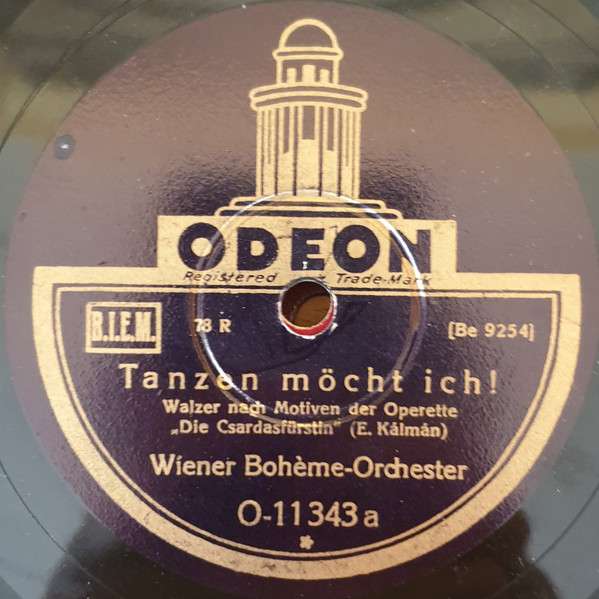 ODEON
Registered Trade-Mark
B.I.E.M.
78 R
[Be 9254]
Tanzen möcht ich!
Walzer nach Motiven der Operette
„Die Csardasfürstin" (E. Kálmán)
Wiener Bohème-Orchester
O-11343a
*